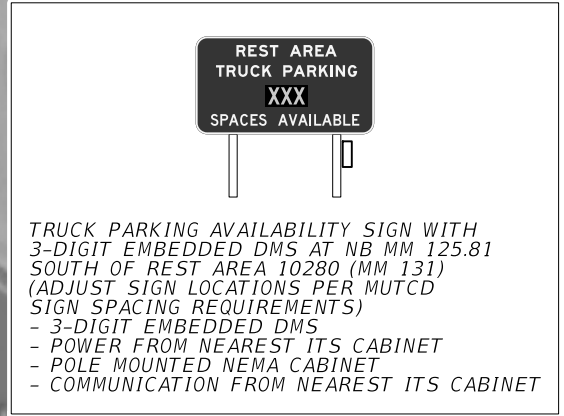 REST AREA
TRUCK PARKING
XXX
SPACES AVAILABLE
TRUCK PARKING AVAILABILITY SIGN WITH
3-DIGIT EMBEDDED DMS AT NB MM 125.81
SOUTH OF REST AREA 10280 (MM 131)
(ADJUST SIGN LOCATIONS PER MUTCD
SIGN SPACING REQUIREMENTS)
- 3-DIGIT EMBEDDED DMS
- POWER FROM NEAREST ITS CABINET
- POLE MOUNTED NEMA CABINET
- COMMUNICATION FROM NEAREST ITS CABINET